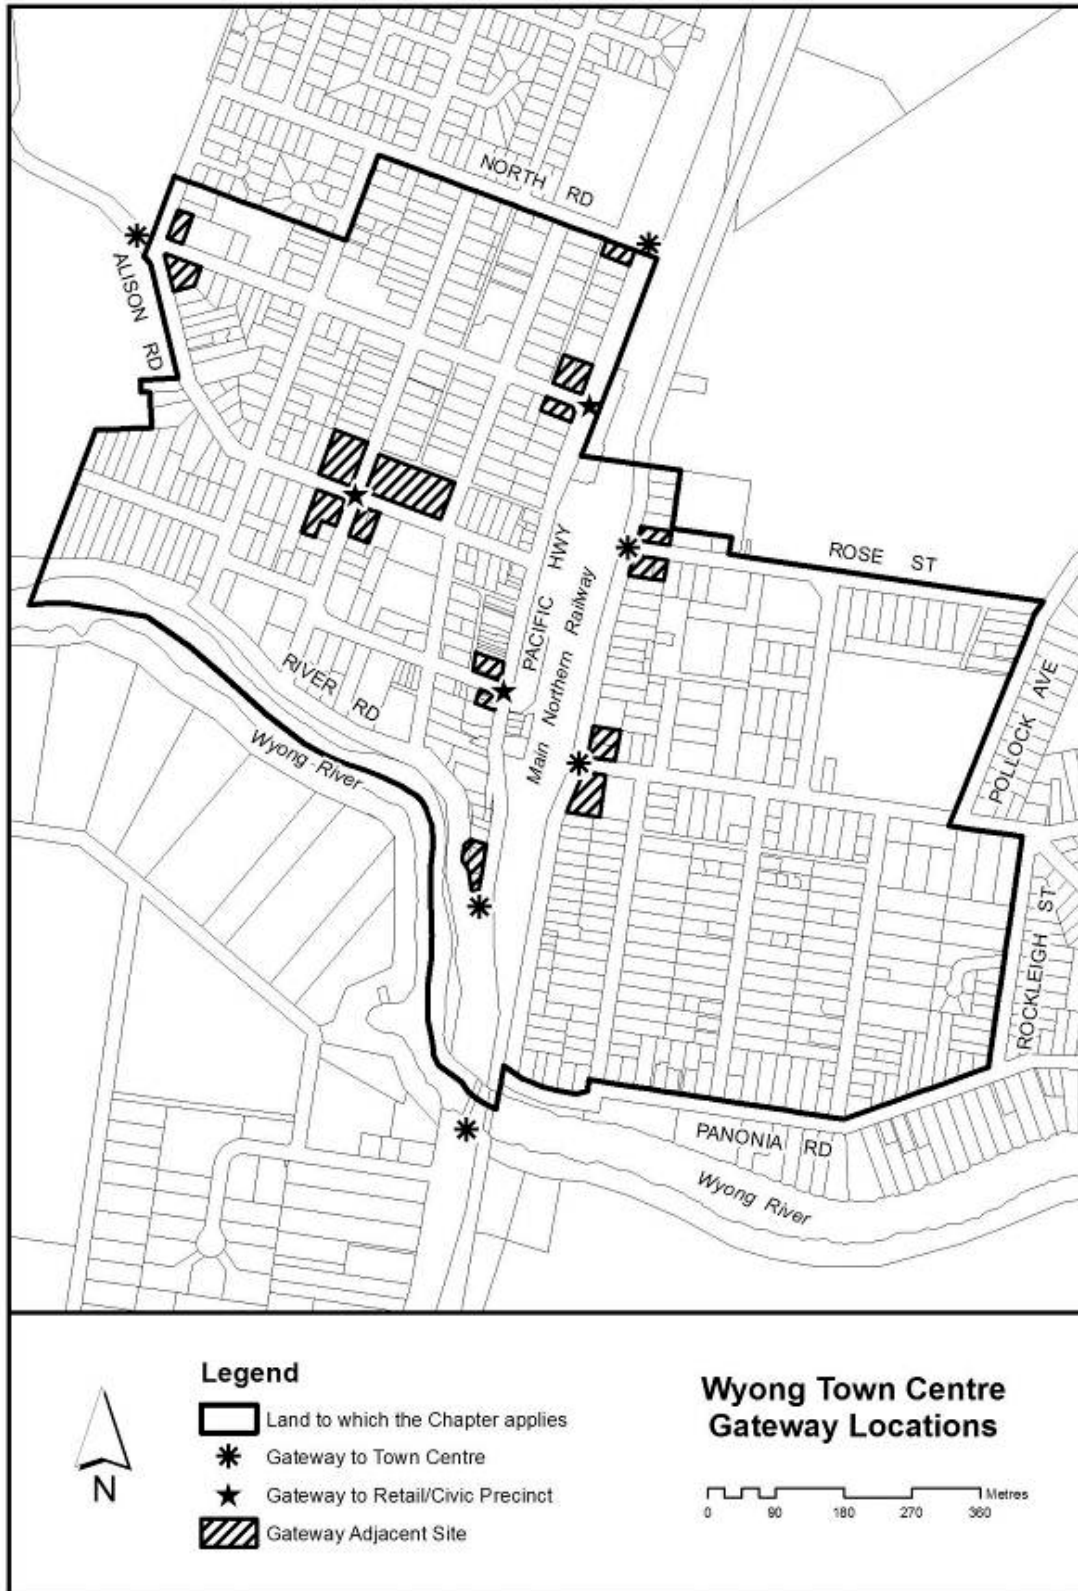 NORTH RD
ALISON RD
PACIFIC HWY
ROSE ST
Main Northern Railway
POLLOCK AVE
RIVER RD
Wyong River
ROCKLEIGH ST
PANONIA RD
Wyong River
Legend
Land to which the Chapter applies
Gateway to Town Centre
Gateway to Retail/Civic Precinct
Gateway Adjacent Site
N
Wyong Town Centre
Gateway Locations
Metres
0 90 180 270 360